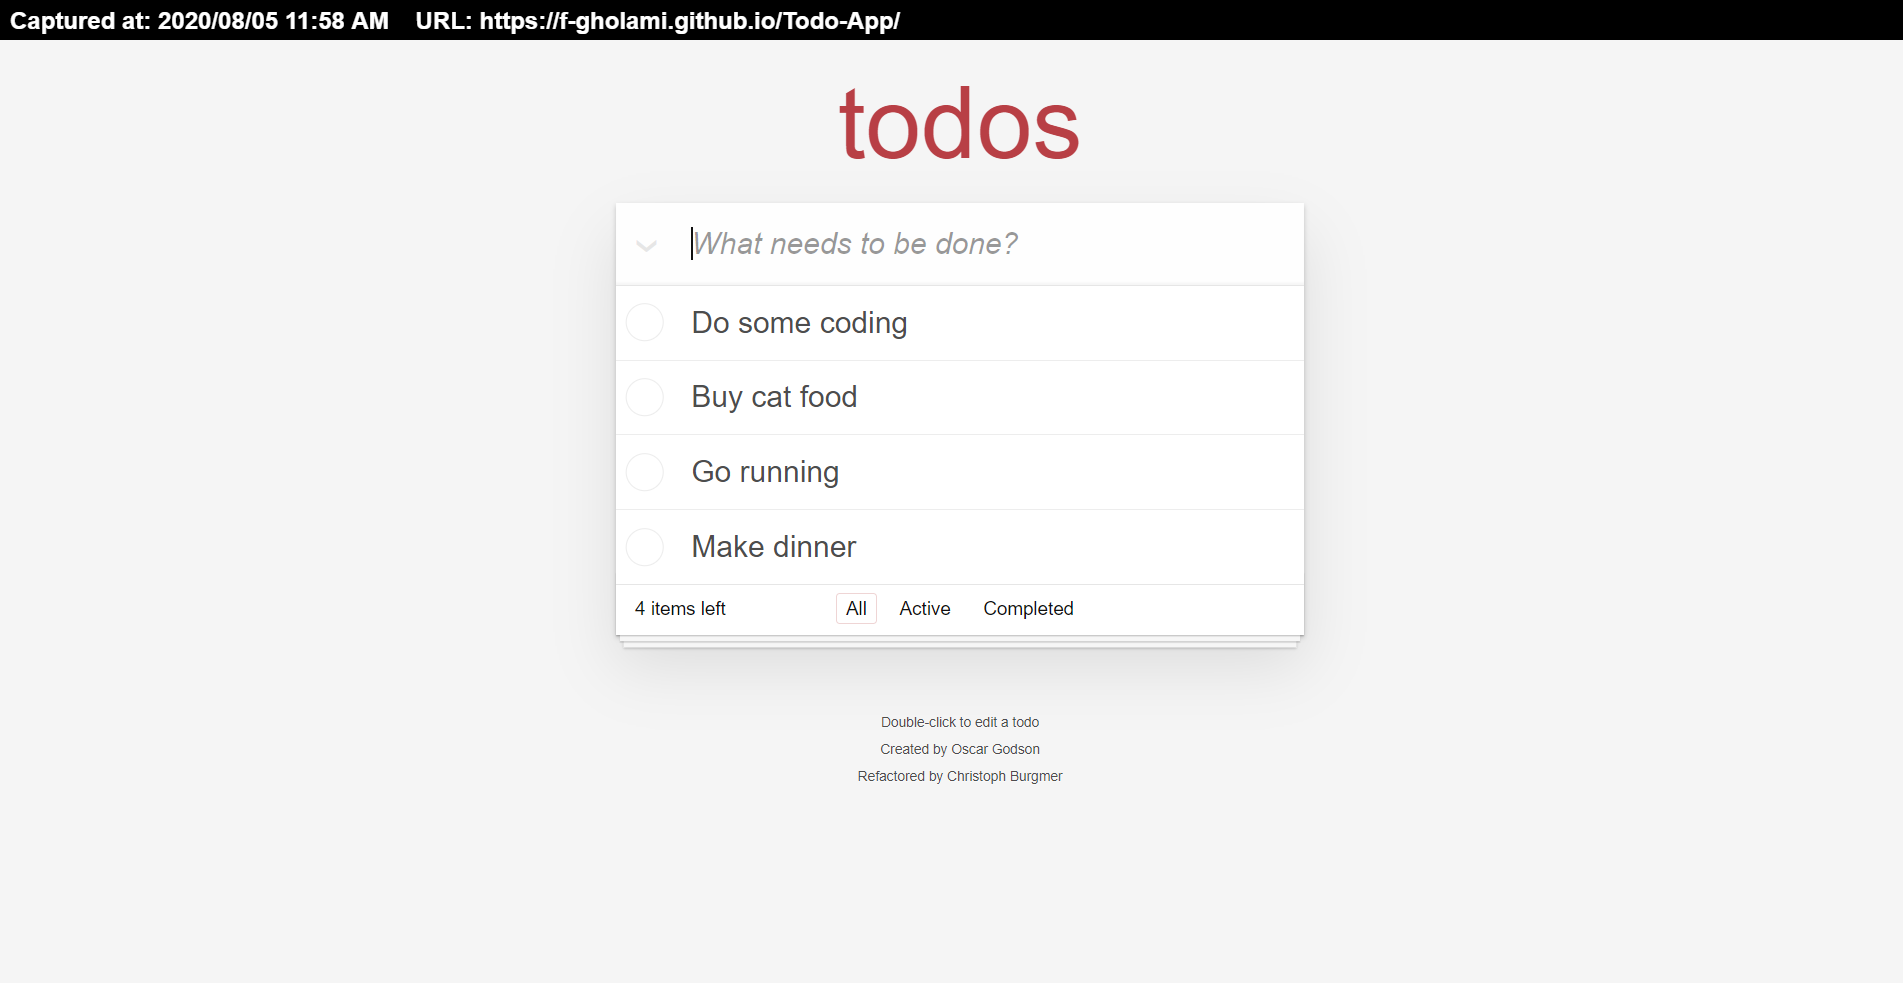 Captured at: 2020/08/05 11:58 AM URL: https://f-gholami.github.io/Todo-App/
todos
What needs to be done?
Do some coding
Buy cat food
Go running
Make dinner
4 items left All Active Completed
Double-click to edit a todo
Created by Oscar Godson
Refactored by Christoph Burgmer